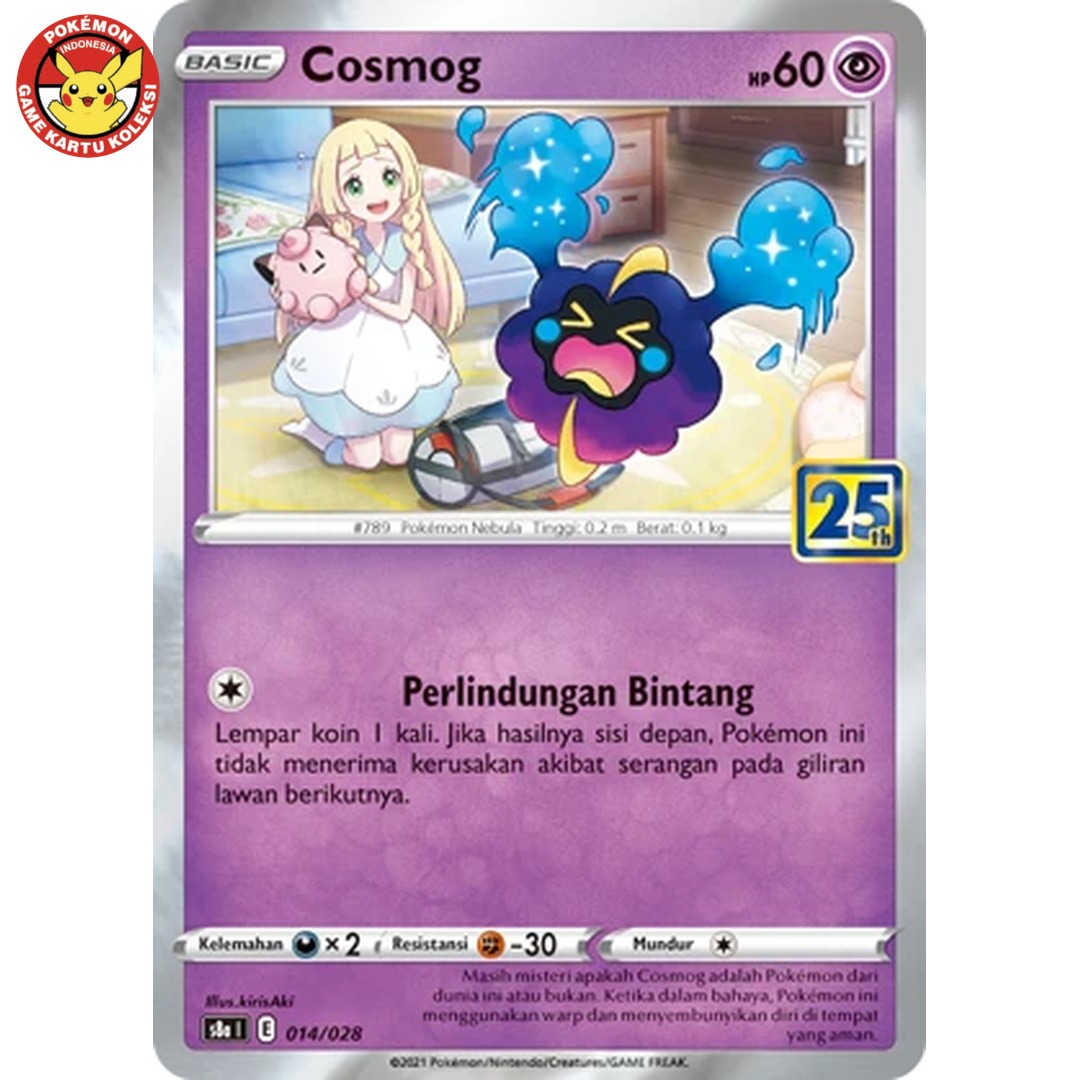 POKÉMON
INDONESIA
GAME KARTU KOLEKSI
BASIC
Cosmog
HP60
#789 Pokémon Nebula Tinggi: 0.2 m Berat: 0.1 kg
25th
Perlindungan Bintang
Lempar koin 1 kali. Jika hasilnya sisi depan, Pokémon ini
tidak menerima kerusakan akibat serangan pada giliran
lawan berikutnya.
Kelemahan ×2 Resistansi -30 Mundur
Masih misteri apakah Cosmog adalah Pokémon dari
dunia ini atau bukan. Ketika dalam bahaya, Pokémon ini
menggunakan warp dan menyembunyikan diri di tempat
yang aman.
Illus.kirisAki
s8a I E 014/028
©2021 Pokémon/Nintendo/Creatures/GAME FREAK.